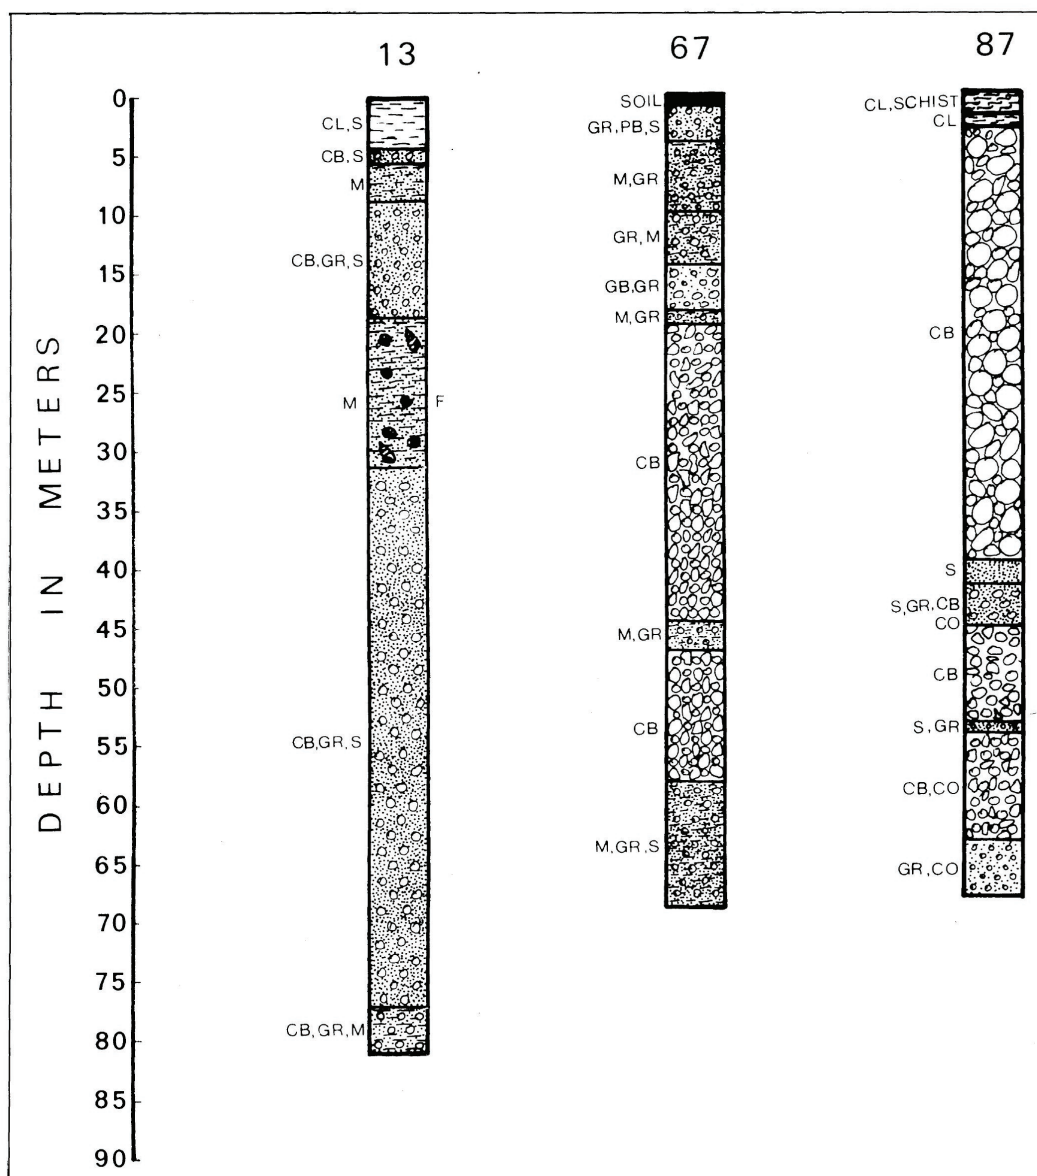 13 67 87
DEPTH IN METERS
0
5
10
15
20
25
30
35
40
45
50
55
60
65
70
75
80
85
90
CL,S
CB,S
M
CB,GR,S
M F
CB,GR,S
CB,GR,M
SOIL
GR,PB,S
M,GR
GR,M
GB,GR
M,GR
CB
M,GR
CB
M,GR,S
CL,SCHIST
CL
CB
S
S,GR,CB
CO
CB
S,GR
CB,CO
GR,CO